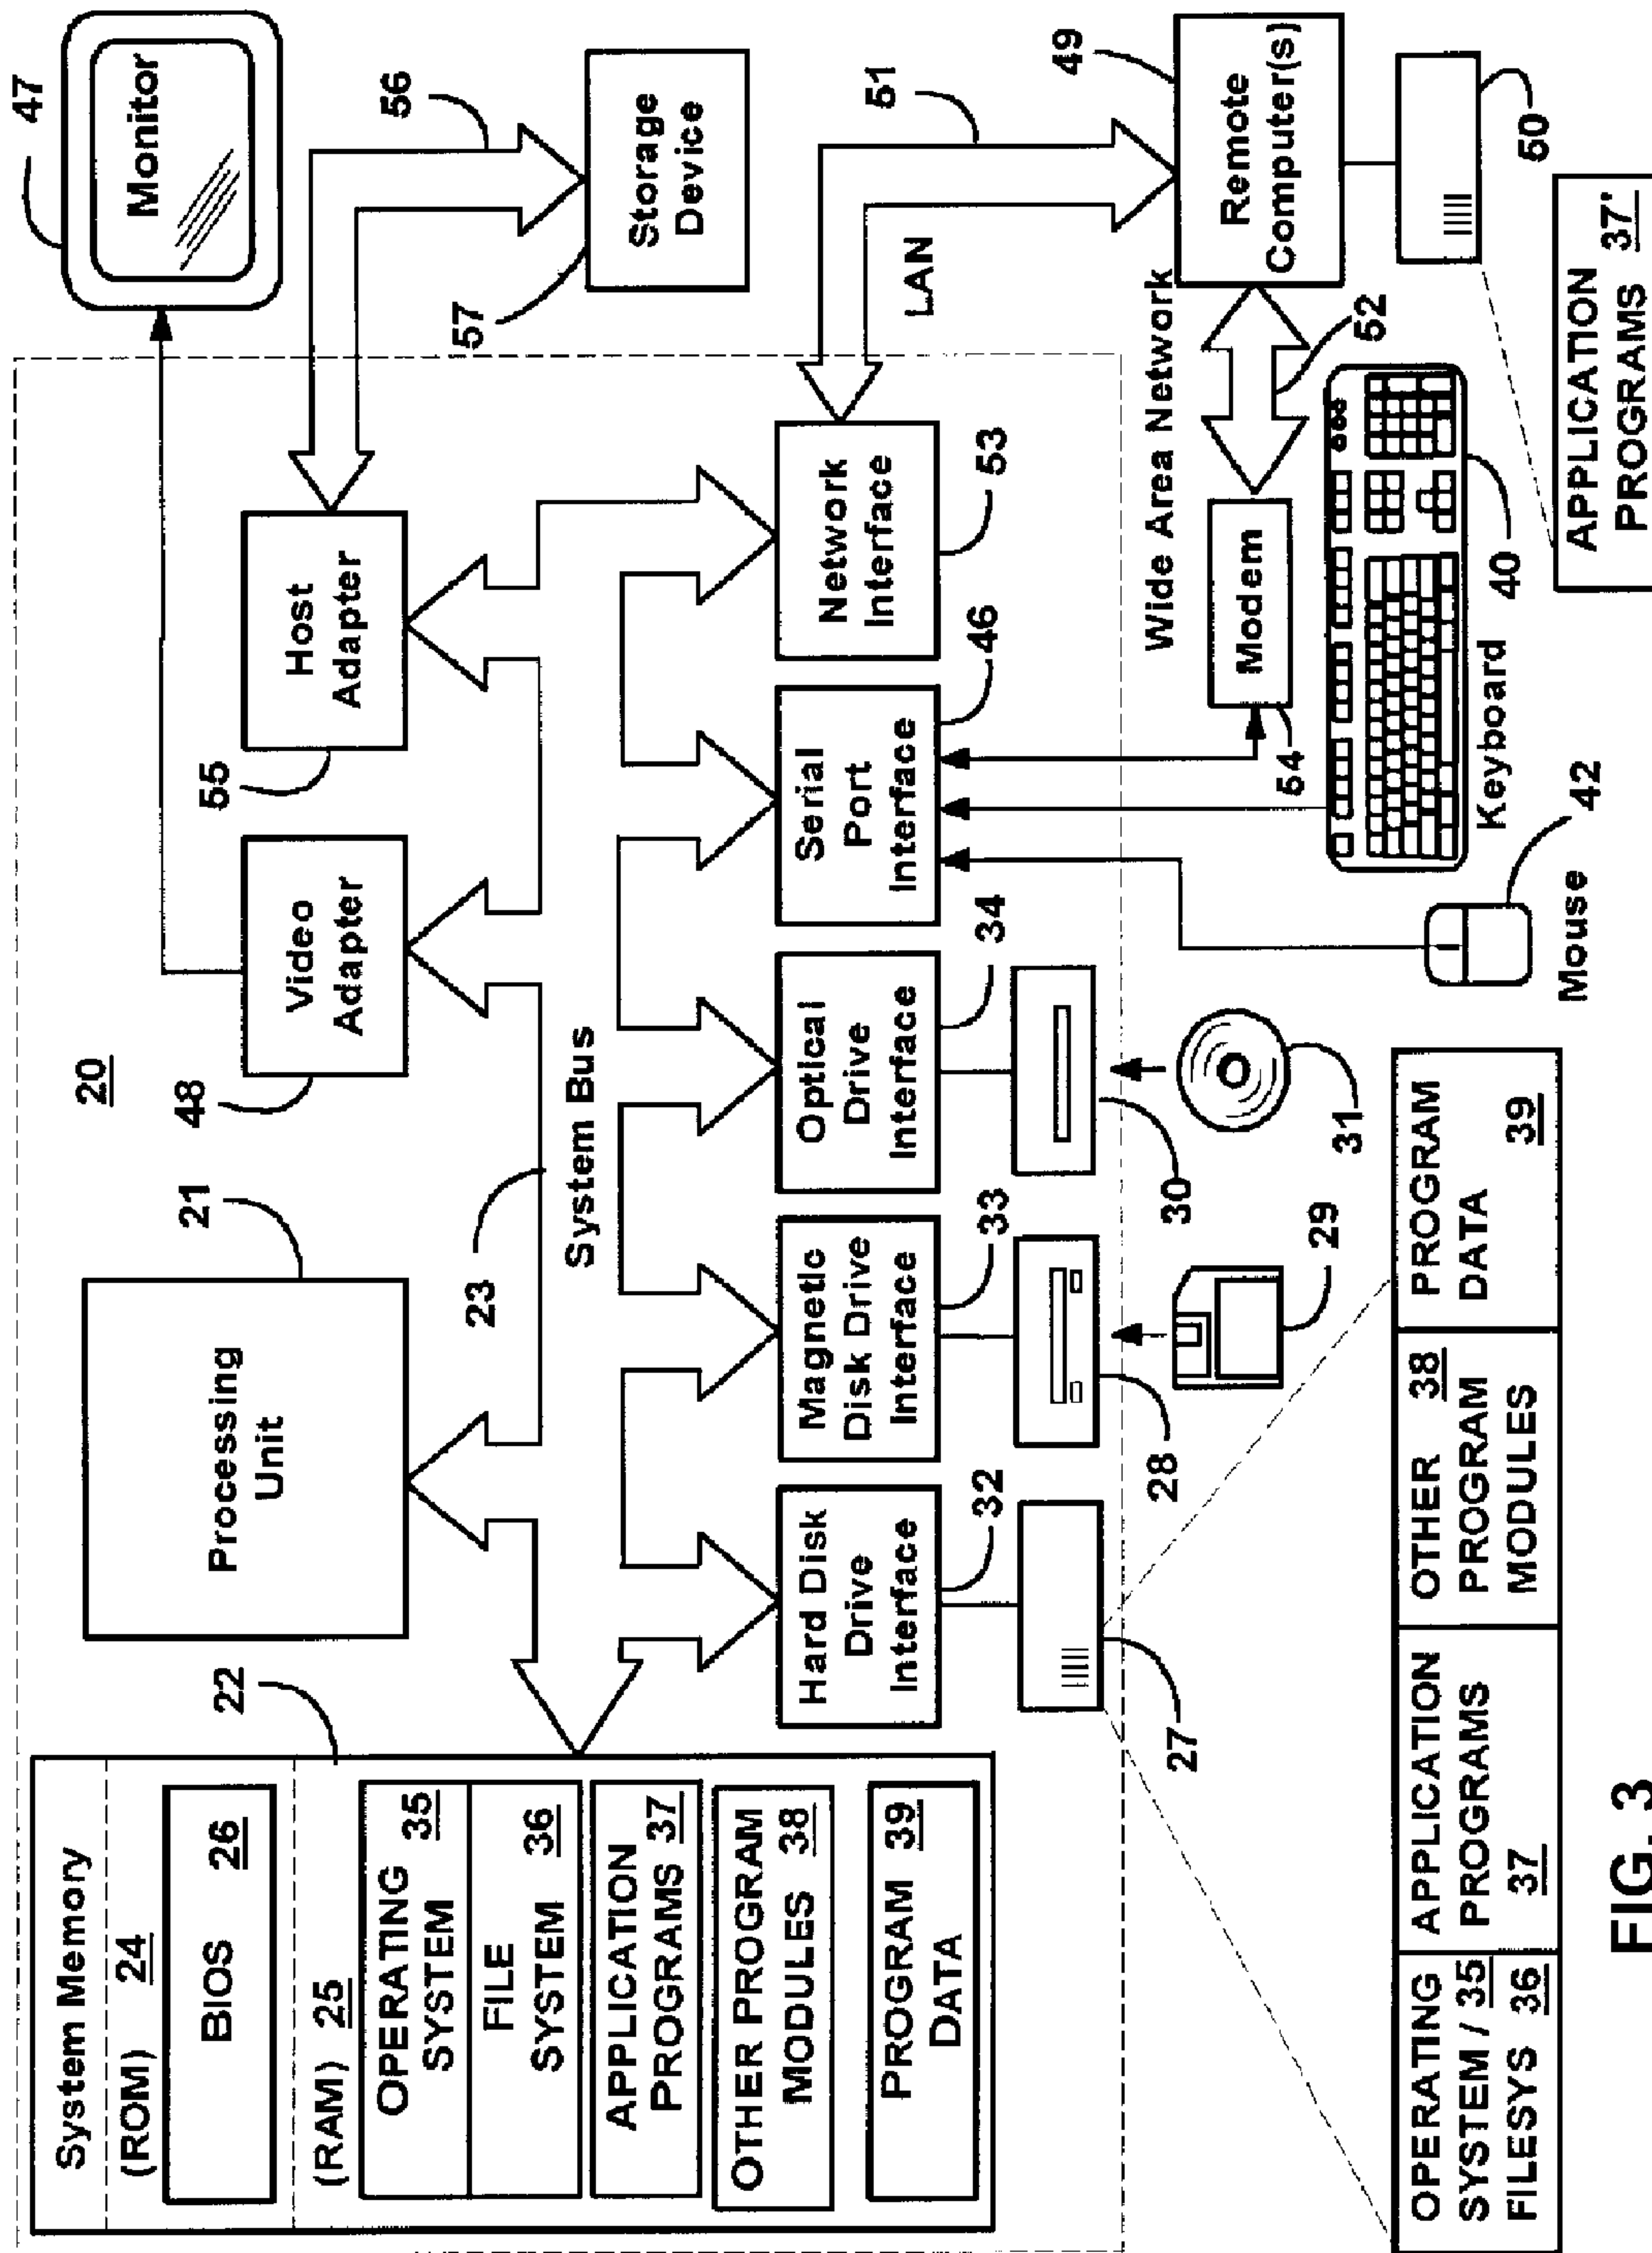 20
System Memory
(ROM) 24
BIOS 26
(RAM) 25
OPERATING
SYSTEM 35
FILE
SYSTEM 36
APPLICATION
PROGRAMS 37
OTHER PROGRAM
MODULES 38
PROGRAM 39
DATA
22
Processing
Unit
21
48
Video
Adapter
55
Host
Adapter
47
Monitor
56
57
Storage
Device
23
System Bus
Hard Disk
Drive
Interface
32
Magnetic
Disk Drive
Interface
33
Optical
Drive
Interface
34
Serial
Port
Interface
46
Network
Interface
53
LAN
51
27
28
29
30
31
Wide Area Network
54
Modem
52
49
Remote
Computer(s)
50
Mouse
42
Keyboard
40
OPERATING
SYSTEM / 35
FILESYS 36
APPLICATION
PROGRAMS
37
OTHER 38
PROGRAM
MODULES
PROGRAM
DATA
39
APPLICATION
PROGRAMS 37'
FIG. 3